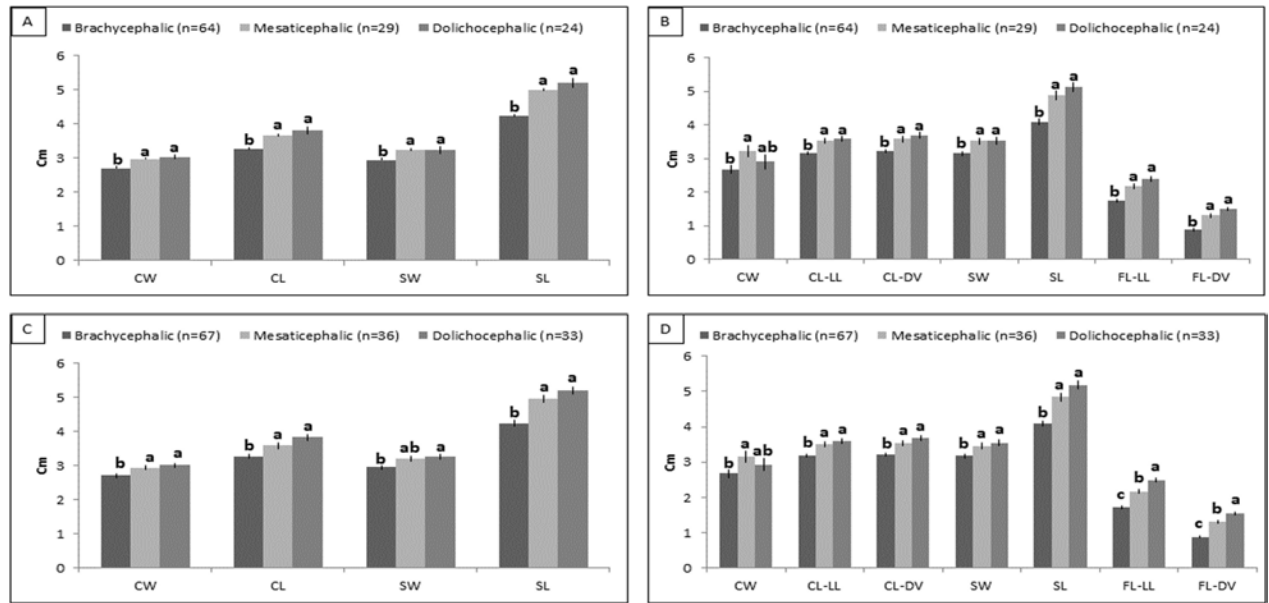 A
Brachycephalic (n=64) Mesaticephalic (n=29) Dolichocephalic (n=24)
6
5
4
3
2
1
0
Cm
b a a
b a a
b a a
b a a
CW CL SW SL
B
Brachycephalic (n=64) Mesaticephalic (n=29) Dolichocephalic (n=24)
6
5
4
3
2
1
0
Cm
b a ab
b a a
b a a
b a a
b a a
b a a
b a a
CW CL-LL CL-DV SW SL FL-LL FL-DV
C
Brachycephalic (n=67) Mesaticephalic (n=36) Dolichocephalic (n=33)
6
5
4
3
2
1
0
Cm
b a a
b a a
b ab a
b a a
CW CL SW SL
D
Brachycephalic (n=67) Mesaticephalic (n=36) Dolichocephalic (n=33)
6
5
4
3
2
1
0
Cm
b a ab
b a a
b a a
b a a
b a a
c b a
c b a
CW CL-LL CL-DV SW SL FL-LL FL-DV